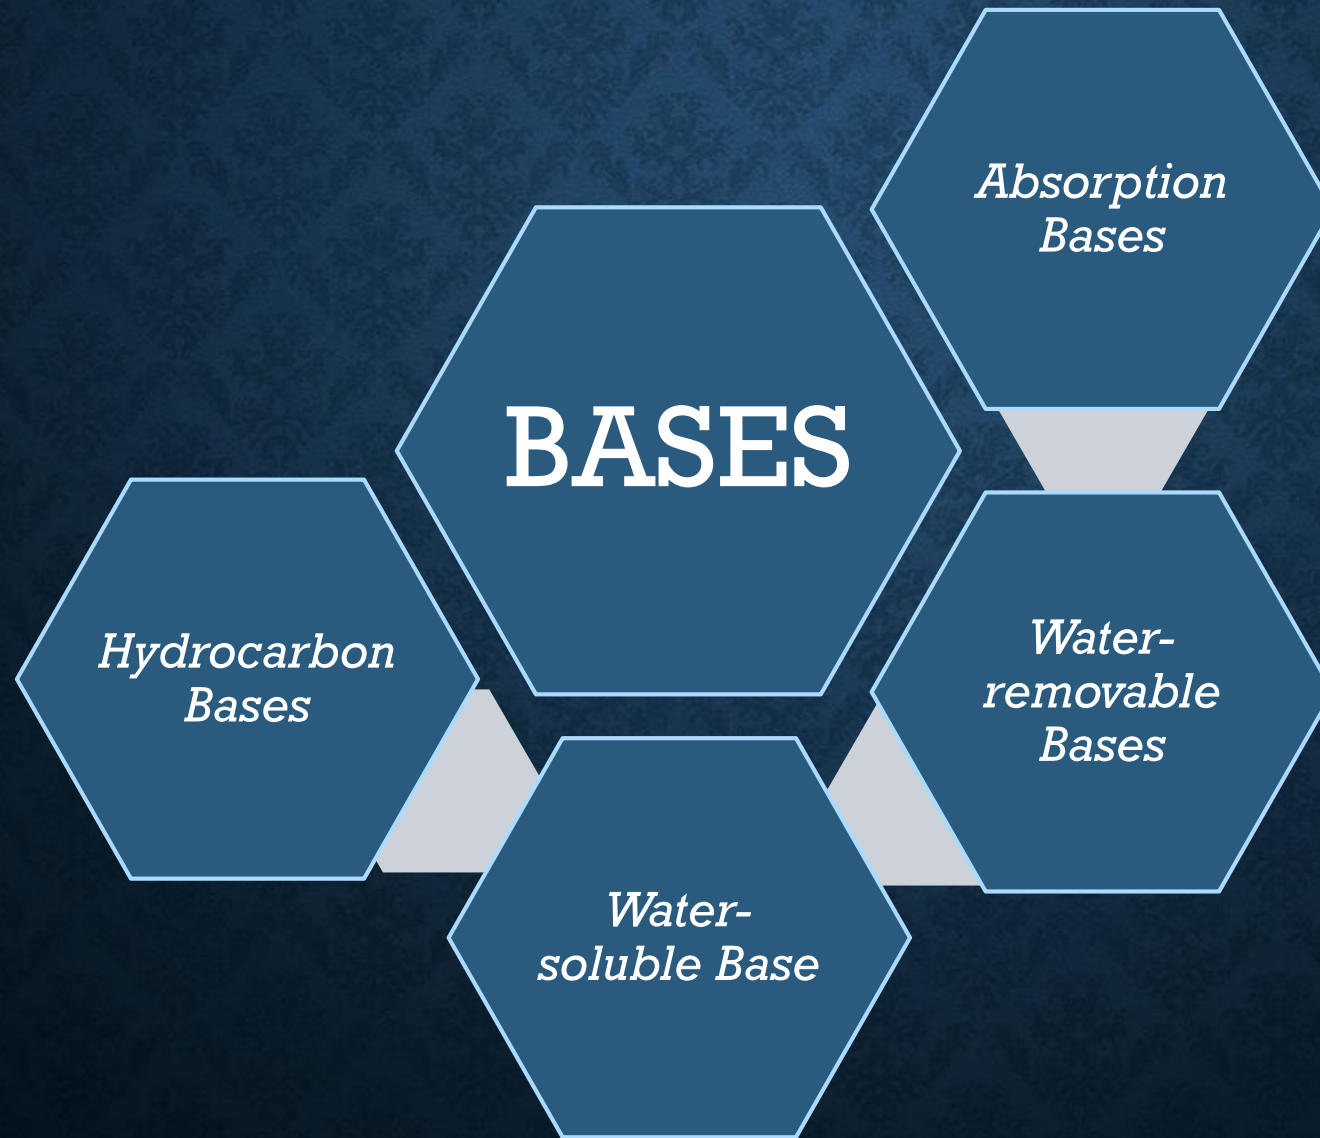 Absorption
Bases
BASES
Hydrocarbon
Bases
Water-
removable
Bases
Water-
soluble Base